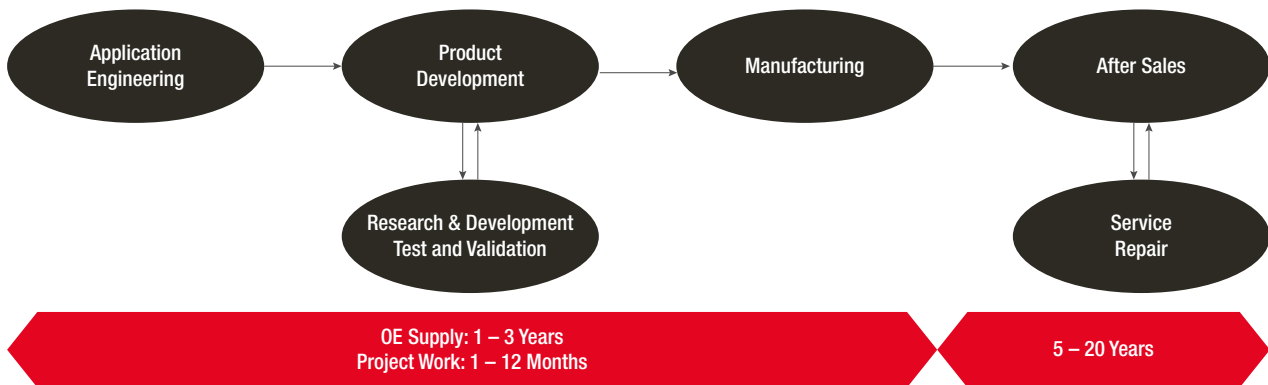 Application
Engineering
Product
Development
Manufacturing
After Sales
Research & Development
Test and Validation
Service
Repair
OE Supply: 1 – 3 Years
Project Work: 1 – 12 Months
5 – 20 Years